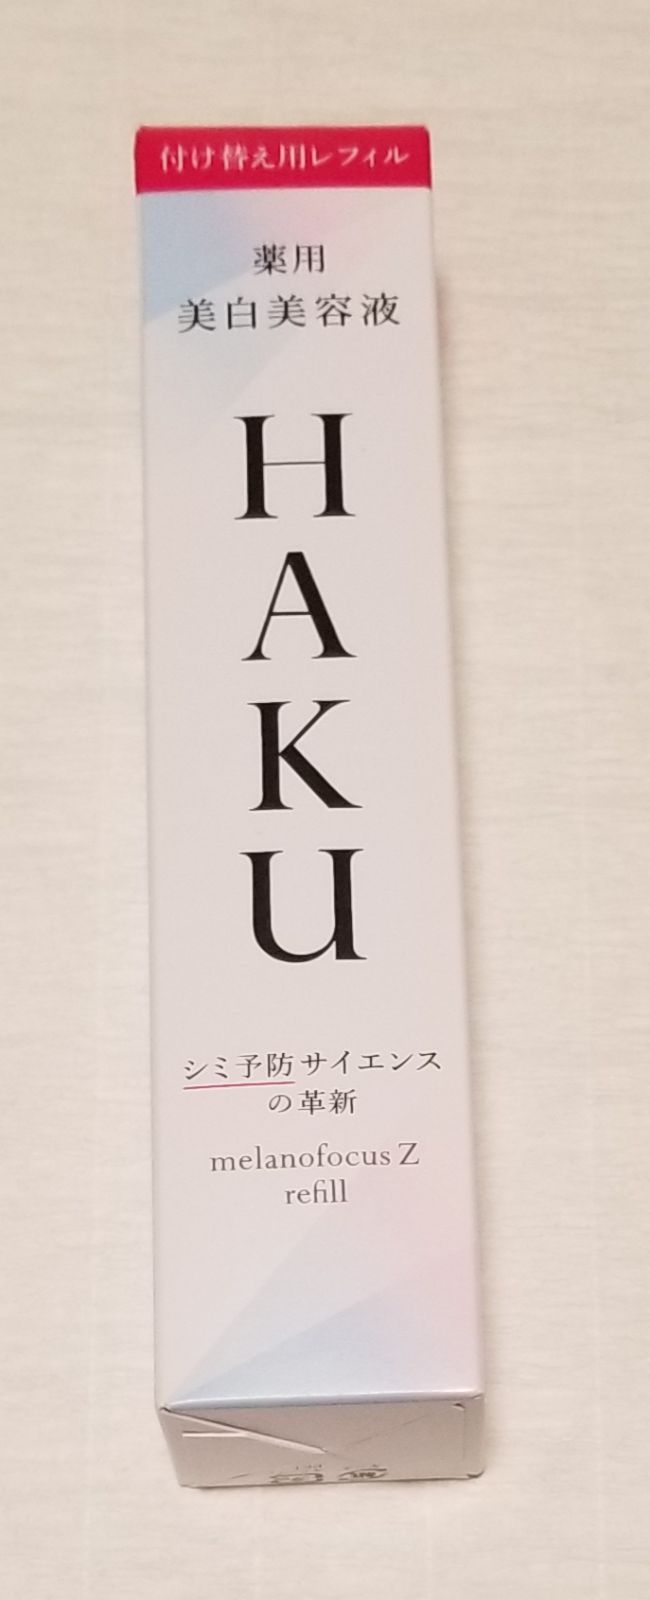 付け替え用レフィル
薬用
美白美容液
HAKU
シミ予防サイエンス
の革新
melanofocus Z
refill